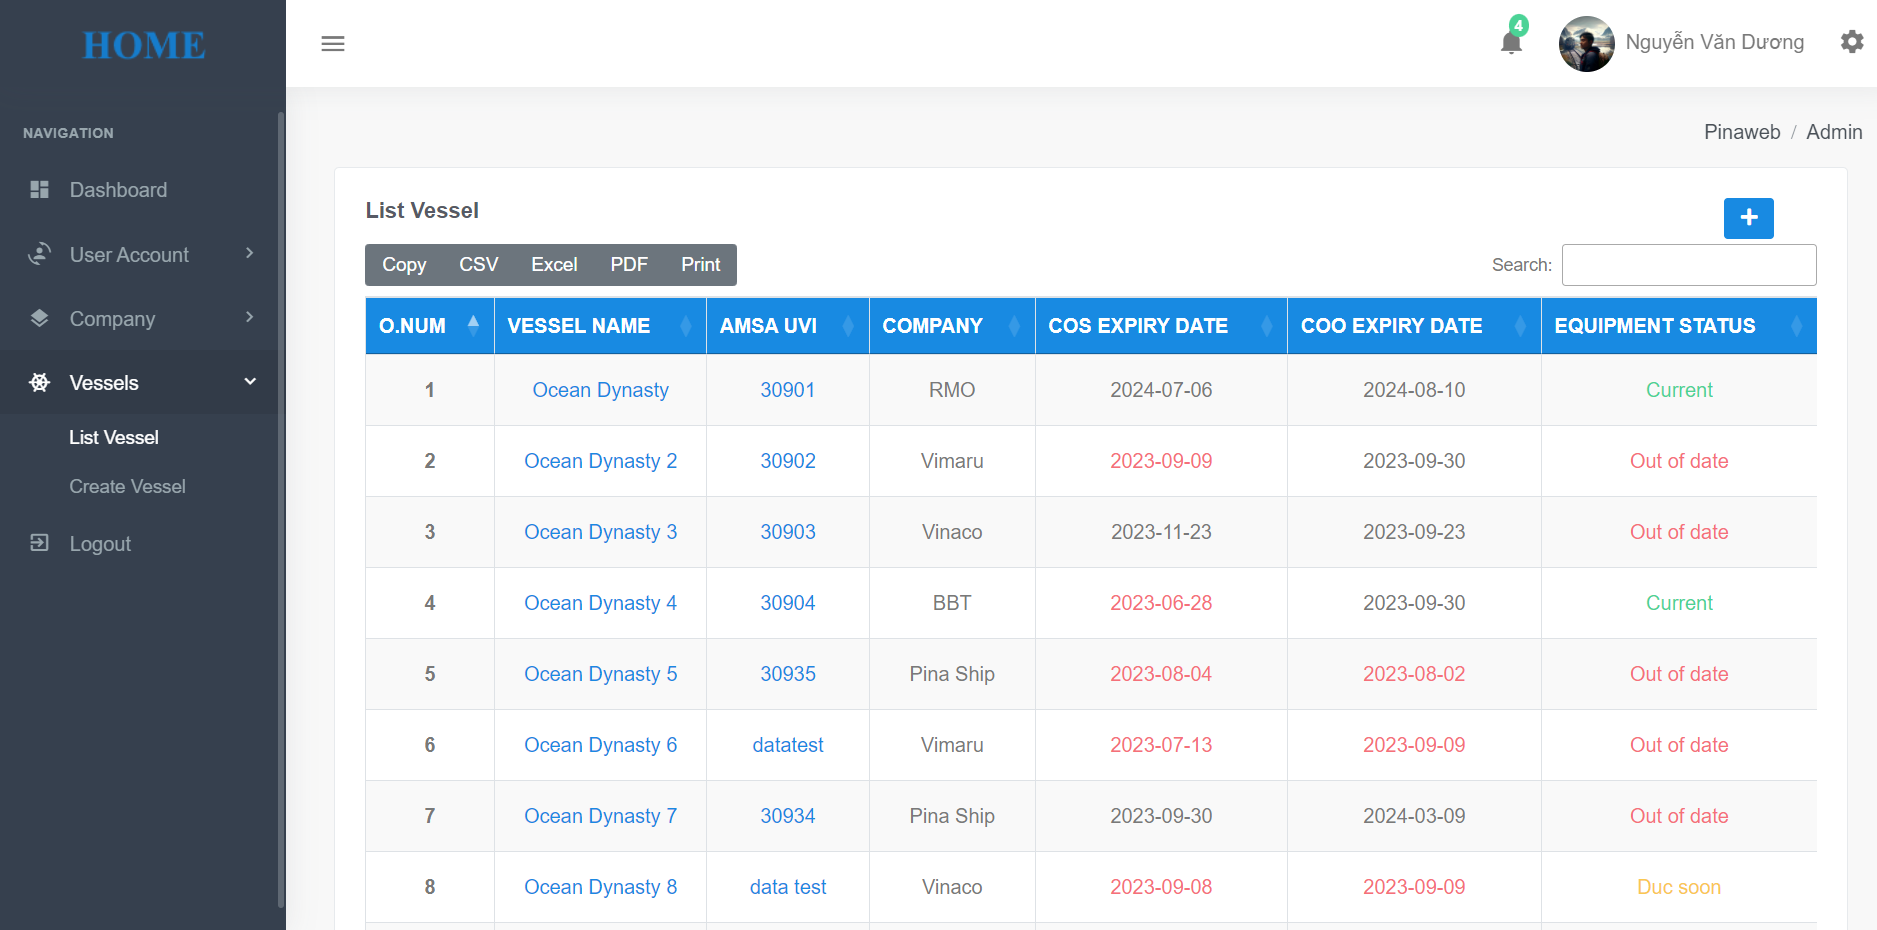 HOME
4
Nguyễn Văn Dương
NAVIGATION
Dashboard
User Account
Company
Vessels
List Vessel
Create Vessel
Logout
Pinaweb / Admin
List Vessel
+
Copy CSV Excel PDF Print
Search:
O.NUM VESSEL NAME AMSA UVI COMPANY COS EXPIRY DATE COO EXPIRY DATE EQUIPMENT STATUS
1 Ocean Dynasty 30901 RMO 2024-07-06 2024-08-10 Current
2 Ocean Dynasty 2 30902 Vimaru 2023-09-09 2023-09-30 Out of date
3 Ocean Dynasty 3 30903 Vinaco 2023-11-23 2023-09-23 Out of date
4 Ocean Dynasty 4 30904 BBT 2023-06-28 2023-09-30 Current
5 Ocean Dynasty 5 30935 Pina Ship 2023-08-04 2023-08-02 Out of date
6 Ocean Dynasty 6 datatest Vimaru 2023-07-13 2023-09-09 Out of date
7 Ocean Dynasty 7 30934 Pina Ship 2023-09-30 2024-03-09 Out of date
8 Ocean Dynasty 8 data test Vinaco 2023-09-08 2023-09-09 Duc soon